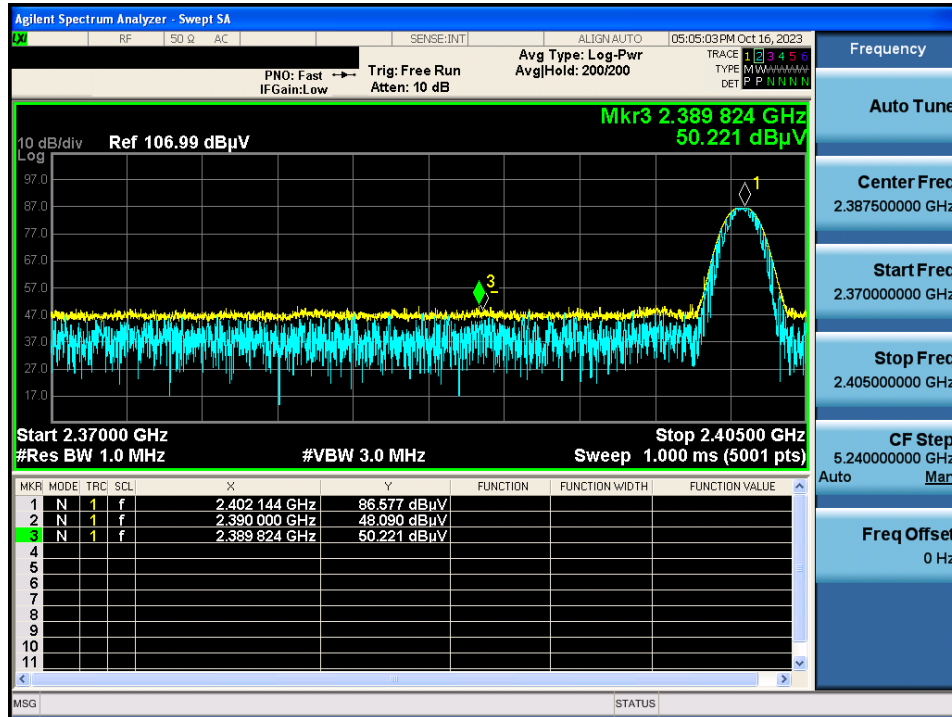 Agilent Spectrum Analyzer - Swept SA
LXI RF 50 Ω AC SENSE:INT ALIGN AUTO 05:05:03 PM Oct 16, 2023
PNO: Fast
IFGain:Low
Trig: Free Run
Atten: 10 dB
Avg Type: Log-Pwr
Avg|Hold: 200/200
TRACE 1 2 3 4 5 6
TYPE M W W W W W
DET P P N N N N
Mkr3 2.389 824 GHz
50.221 dBµV
10 dB/div Ref 106.99 dBµV
Log
97.0
87.0
77.0
67.0
57.0
47.0
37.0
27.0
17.0
1
3
Start 2.37000 GHz Stop 2.40500 GHz
#Res BW 1.0 MHz #VBW 3.0 MHz Sweep 1.000 ms (5001 pts)
MKR MODE TRC SCL X Y FUNCTION FUNCTION WIDTH FUNCTION VALUE
1 N 1 f 2.402 144 GHz 86.577 dBµV
2 N 1 f 2.390 000 GHz 48.090 dBµV
3 N 1 f 2.389 824 GHz 50.221 dBµV
4
5
6
7
8
9
10
11
MSG STATUS
Frequency
Auto Tune
Center Freq
2.387500000 GHz
Start Freq
2.370000000 GHz
Stop Freq
2.405000000 GHz
CF Step
5.240000000 GHz
Auto Man
Freq Offset
0 Hz